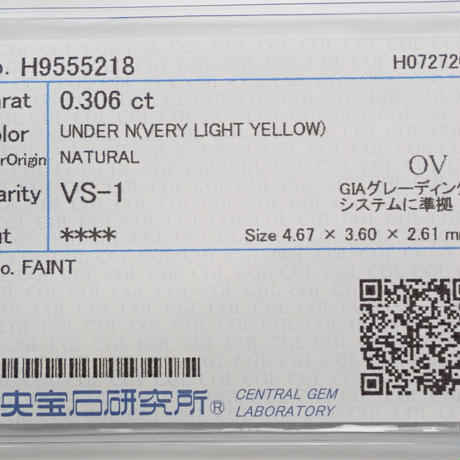 o. H9555218 H072720
arat 0.306 ct
olor UNDER N(VERY LIGHT YELLOW)
rOrigin NATURAL OV
arity VS-1 GIAグレーディング
システムに準拠
ut **** Size 4.67 × 3.60 × 2.61 m
o. FAINT
央宝石研究所® CENTRAL GEM
LABORATORY